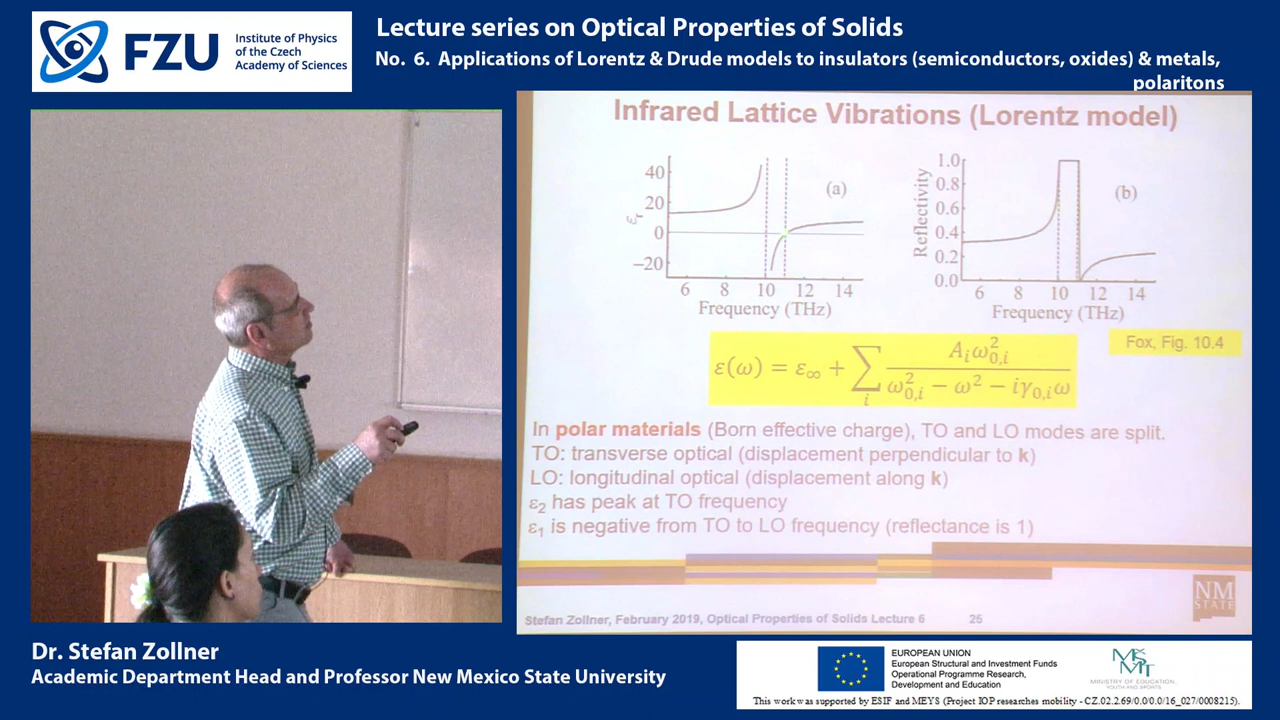 FZU
Institute of Physics
of the Czech
Academy of Sciences
Lecture series on Optical Properties of Solids
No. 6. Applications of Lorentz & Drude models to insulators (semiconductors, oxides) & metals,
polaritons
Infrared Lattice Vibrations (Lorentz model)
40
20
0
−20
εr
(a)
6 8 10 12 14
Frequency (THz)
1.0
0.8
0.6
0.4
0.2
0.0
Reflectivity
(b)
6 8 10 12 14
Frequency (THz)
Fox, Fig. 10.4
ε(ω) = ε∞ + ∑i Aiω²0,i / (ω²0,i − ω² − iγ0,iω)
In polar materials (Born effective charge), TO and LO modes are split.
TO: transverse optical (displacement perpendicular to k)
LO: longitudinal optical (displacement along k)
ε2 has peak at TO frequency
ε1 is negative from TO to LO frequency (reflectance is 1)
NM
STATE
Stefan Zollner, February 2019, Optical Properties of Solids Lecture 6 25
Dr. Stefan Zollner
Academic Department Head and Professor New Mexico State University
EUROPEAN UNION
European Structural and Investment Funds
Operational Programme Research,
Development and Education
MINISTRY OF EDUCATION,
YOUTH AND SPORTS
This work was supported by ESIF and MEYS (Project IOP researches mobility - CZ.02.2.69/0.0/0.0/16_027/0008215).